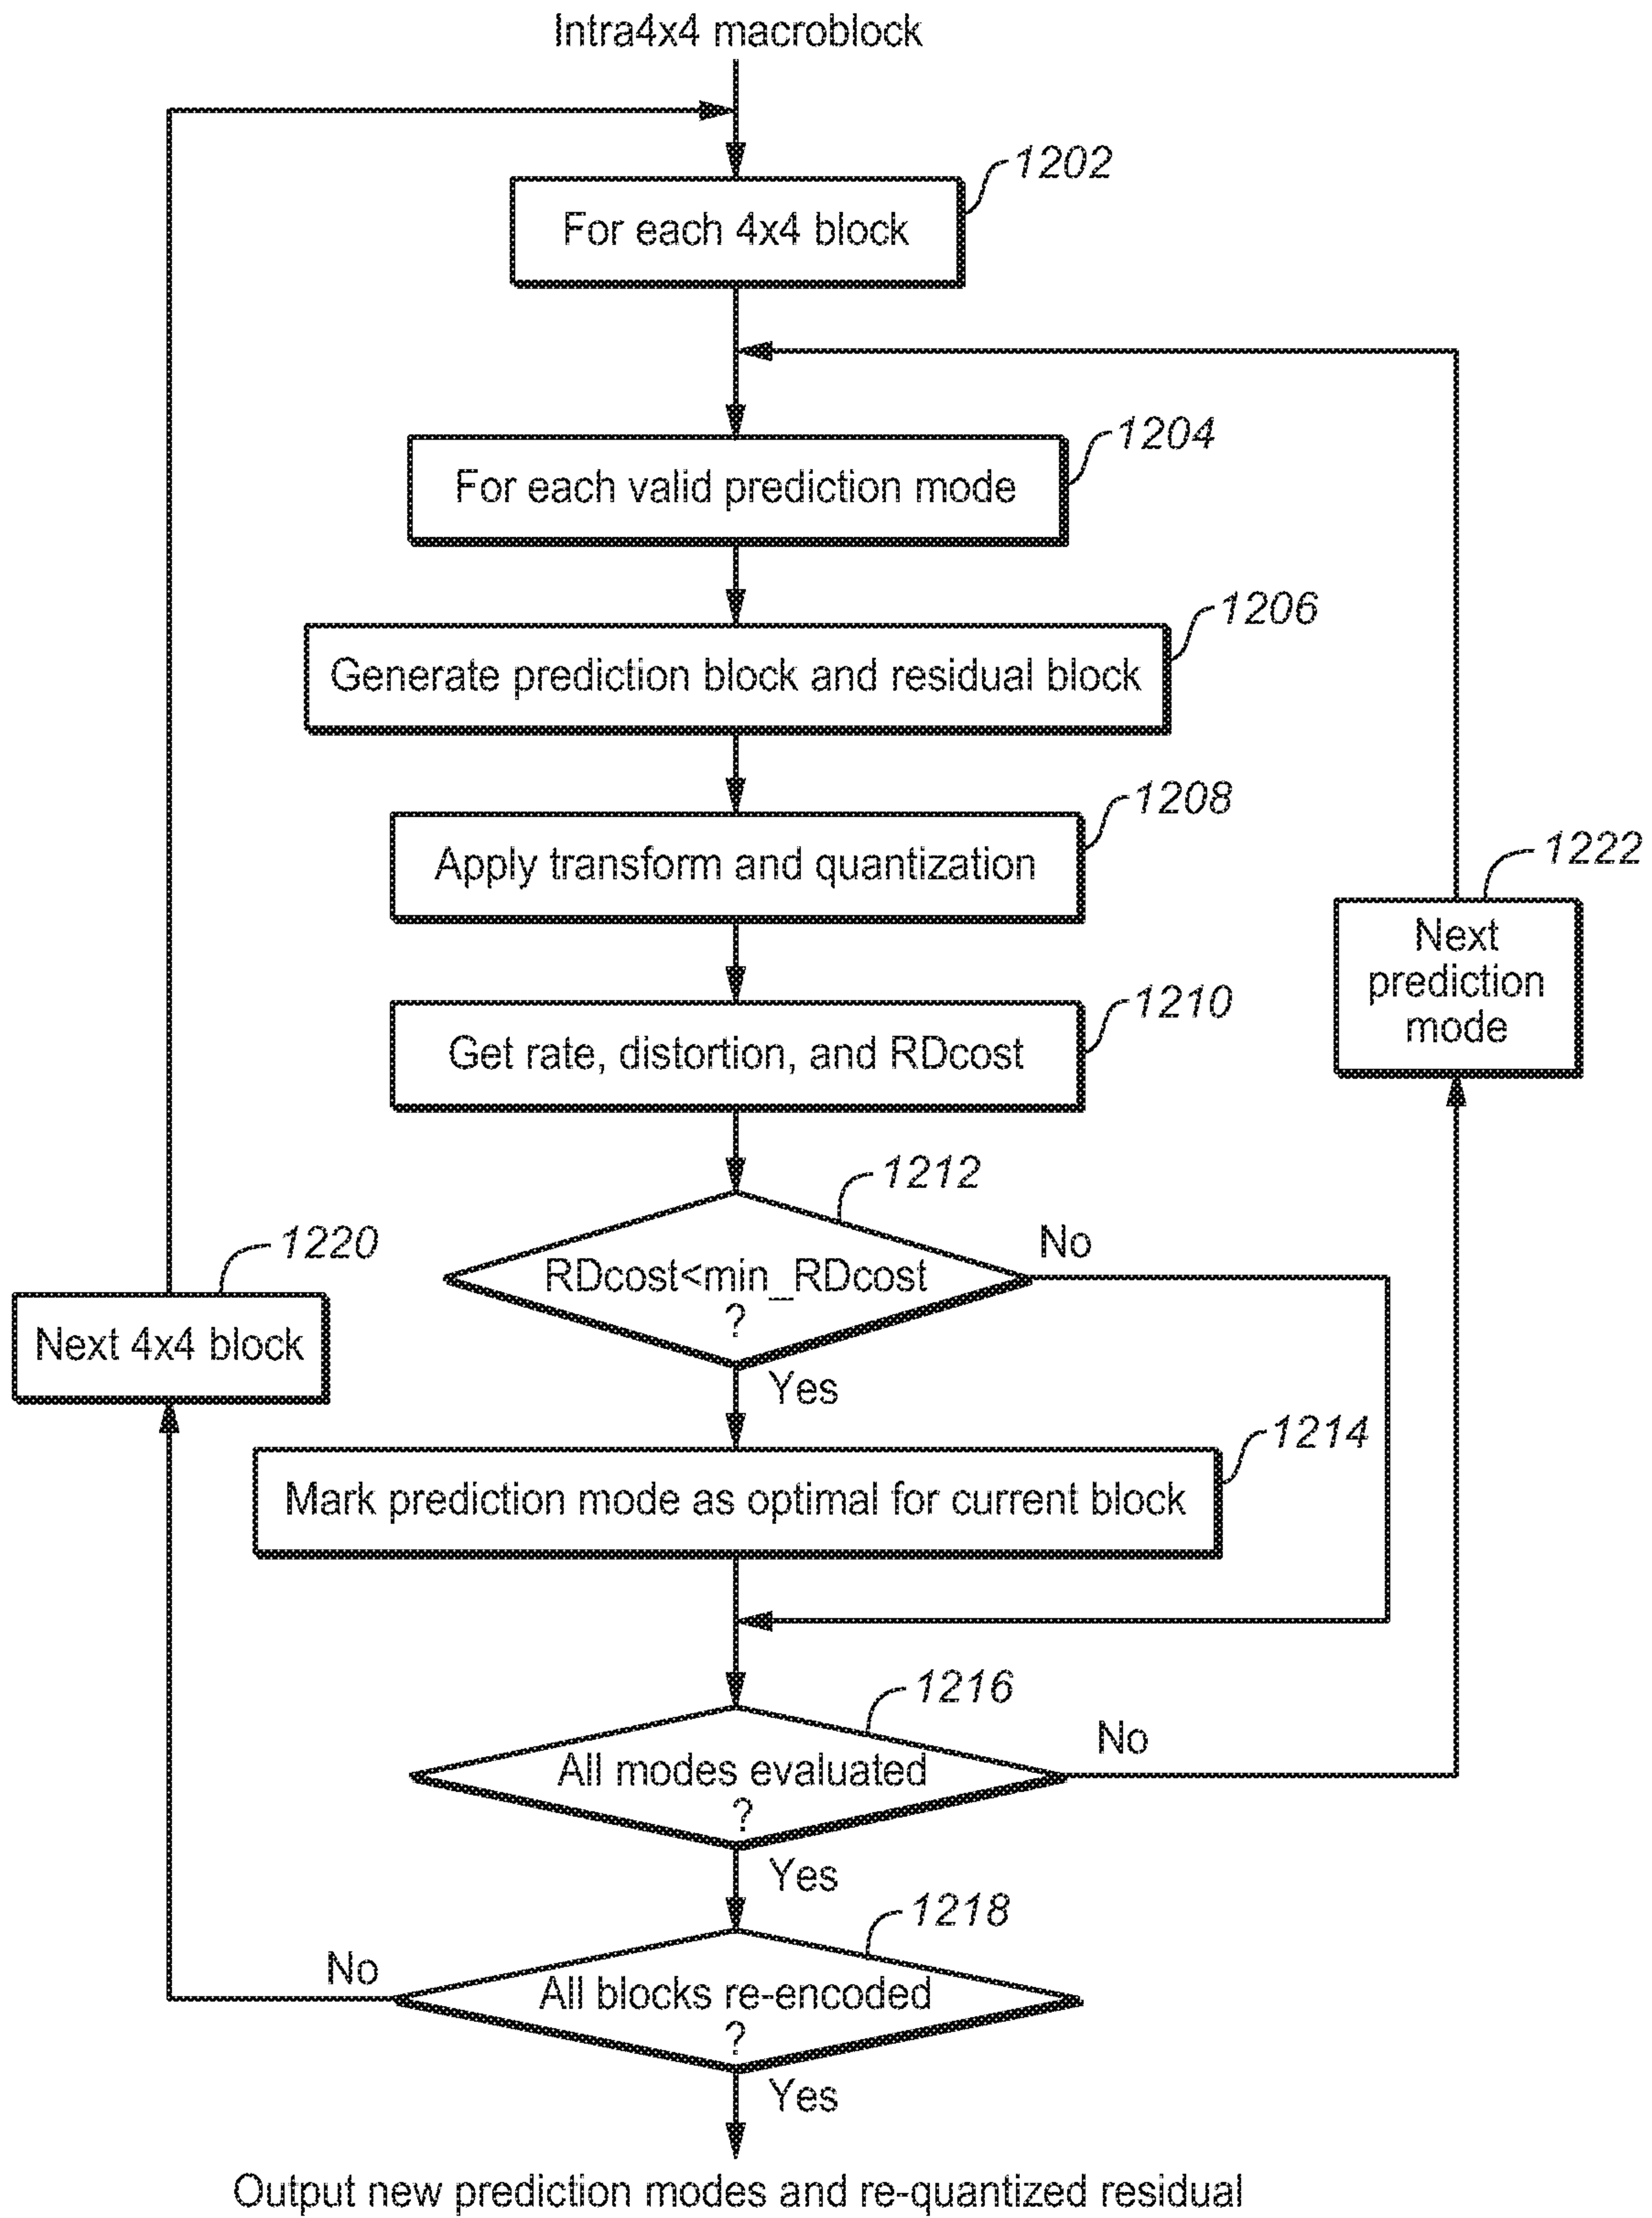 Intra4x4 macroblock
1202
For each 4x4 block
1204
For each valid prediction mode
1206
Generate prediction block and residual block
1208
Apply transform and quantization
1222
Next
prediction
mode
1210
Get rate, distortion, and RDcost
1212
No
RDcost<min_RDcost
?
Yes
1220
Next 4x4 block
1214
Mark prediction mode as optimal for current block
1216
No
All modes evaluated
?
Yes
1218
No
All blocks re-encoded
?
Yes
Output new prediction modes and re-quantized residual